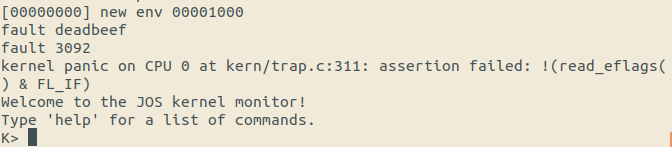 [00000000] new env 00001000
fault deadbeef
fault 3092
kernel panic on CPU 0 at kern/trap.c:311: assertion failed: !(read_eflags(
) & FL_IF)
Welcome to the JOS kernel monitor!
Type 'help' for a list of commands.
K>